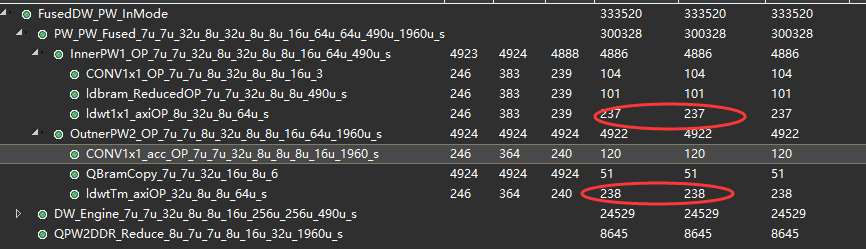 FusedDW_PW_InMode 333520 333520 333520
PW_PW_Fused_7u_7u_32u_8u_32u_8u_8u_16u_64u_64u_490u_1960u_s 300328 300328 300328
InnerPW1_OP_7u_7u_32u_8u_32u_8u_8u_16u_64u_490u_s 4923 4924 4888 4886 4886 4886
CONV1x1_OP_7u_7u_8u_32u_8u_8u_16u_3 246 383 239 104 104 104
ldbram_ReducedOP_7u_7u_32u_8u_8u_490u_s 246 383 239 101 101 101
ldwt1x1_axiOP_8u_32u_8u_64u_s 246 383 239 237 237 237
OutnerPW2_OP_7u_7u_8u_32u_8u_8u_16u_64u_1960u_s 4924 4924 4924 4922 4922 4922
CONV1x1_acc_OP_7u_7u_32u_8u_8u_8u_16u_1960_s 246 364 240 120 120 120
QBramCopy_7u_7u_32u_16u_8u_6 4924 4924 4924 51 51 51
ldwtTm_axiOP_32u_8u_8u_64u_s 246 364 240 238 238 238
DW_Engine_7u_7u_32u_8u_8u_16u_256u_256u_490u_s 24529 24529 24529
QPW2DDR_Reduce_8u_7u_7u_8u_16u_32u_1960u_s 8645 8645 8645